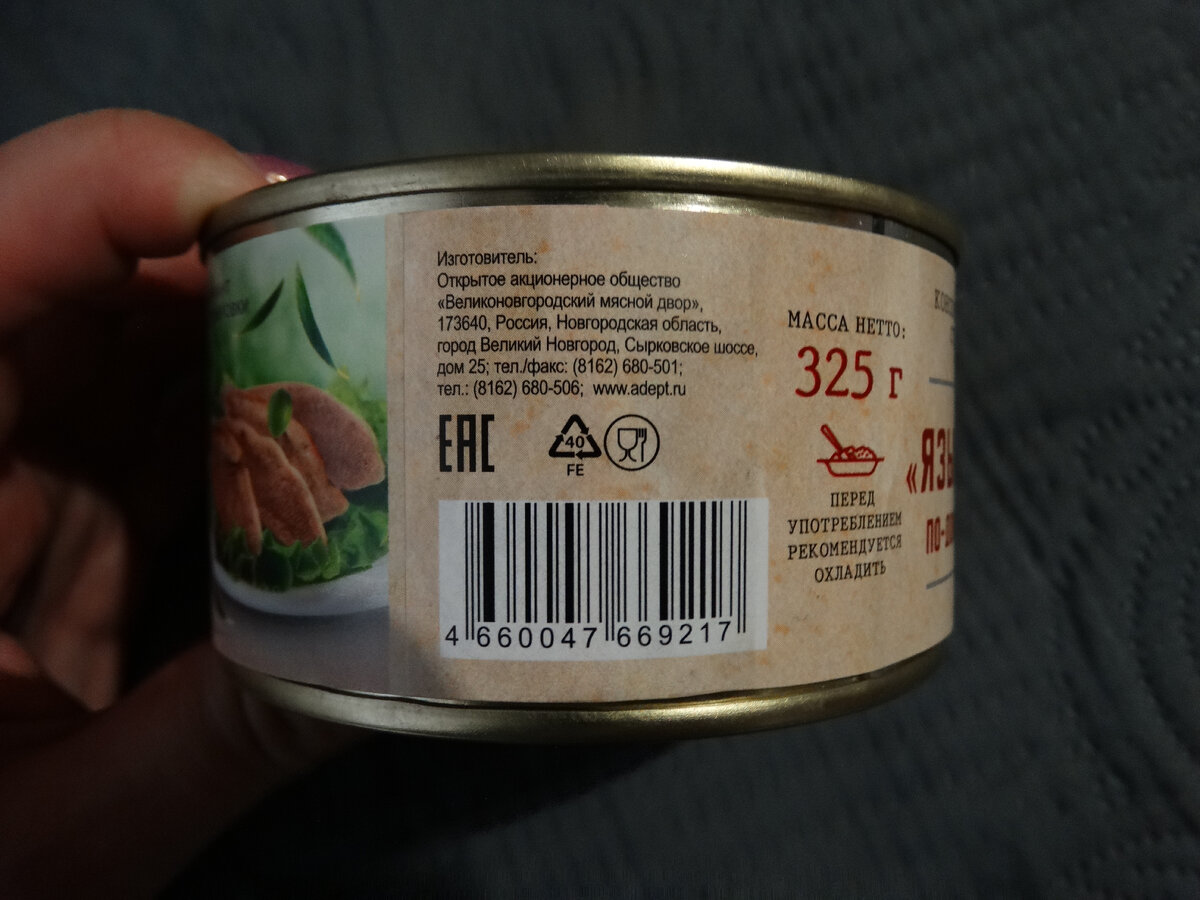 Изготовитель:
Открытое акционерное общество
«Великоновгородский мясной двор»,
173640, Россия, Новгородская область,
город Великий Новгород, Сырковское шоссе,
дом 25; тел./факс: (8162) 680-501;
тел.: (8162) 680-506; www.adept.ru
EAC
40
FE
4 660047 669217
МАССА НЕТТО:
325 г
ПЕРЕД
УПОТРЕБЛЕНИЕМ
РЕКОМЕНДУЕТСЯ
ОХЛАДИТЬ